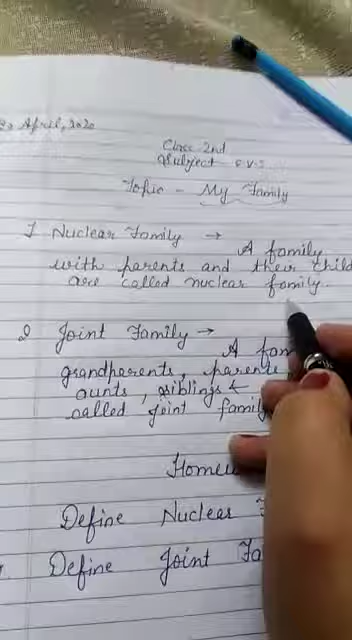 April, 2020
Class 2nd
Subject E.V.S
Topic - My Family
1 Nuclear Family →
A family
with parents and their child
are called nuclear family.
2 Joint Family →
A fam
grandparents, parents
aunts, siblings
called joint family
Homew
Define Nuclear F
Define Joint Fa